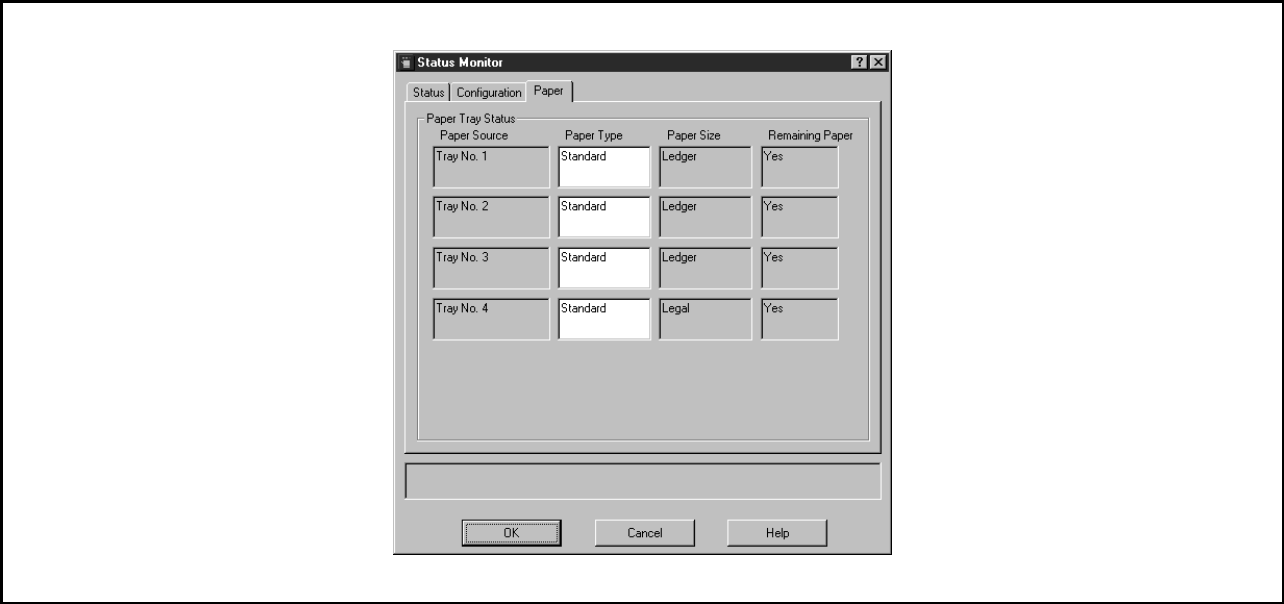 Status Monitor
Status Configuration Paper
Paper Tray Status
Paper Source Paper Type Paper Size Remaining Paper
Tray No. 1 Standard Ledger Yes
Tray No. 2 Standard Ledger Yes
Tray No. 3 Standard Ledger Yes
Tray No. 4 Standard Legal Yes
OK Cancel Help